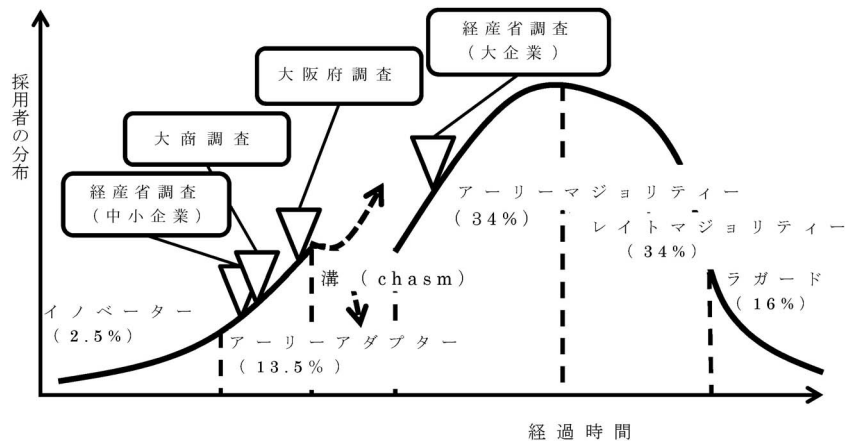 採用者の分布
経産省調査
（大企業）
大阪府調査
大商調査
経産省調査
（中小企業）
アーリーマジョリティー
（34%）
レイトマジョリティー
（34%）
溝（chasm）
ラガード
（16%）
イノベーター
（2.5%）
アーリーアダプター
（13.5%）
経過時間